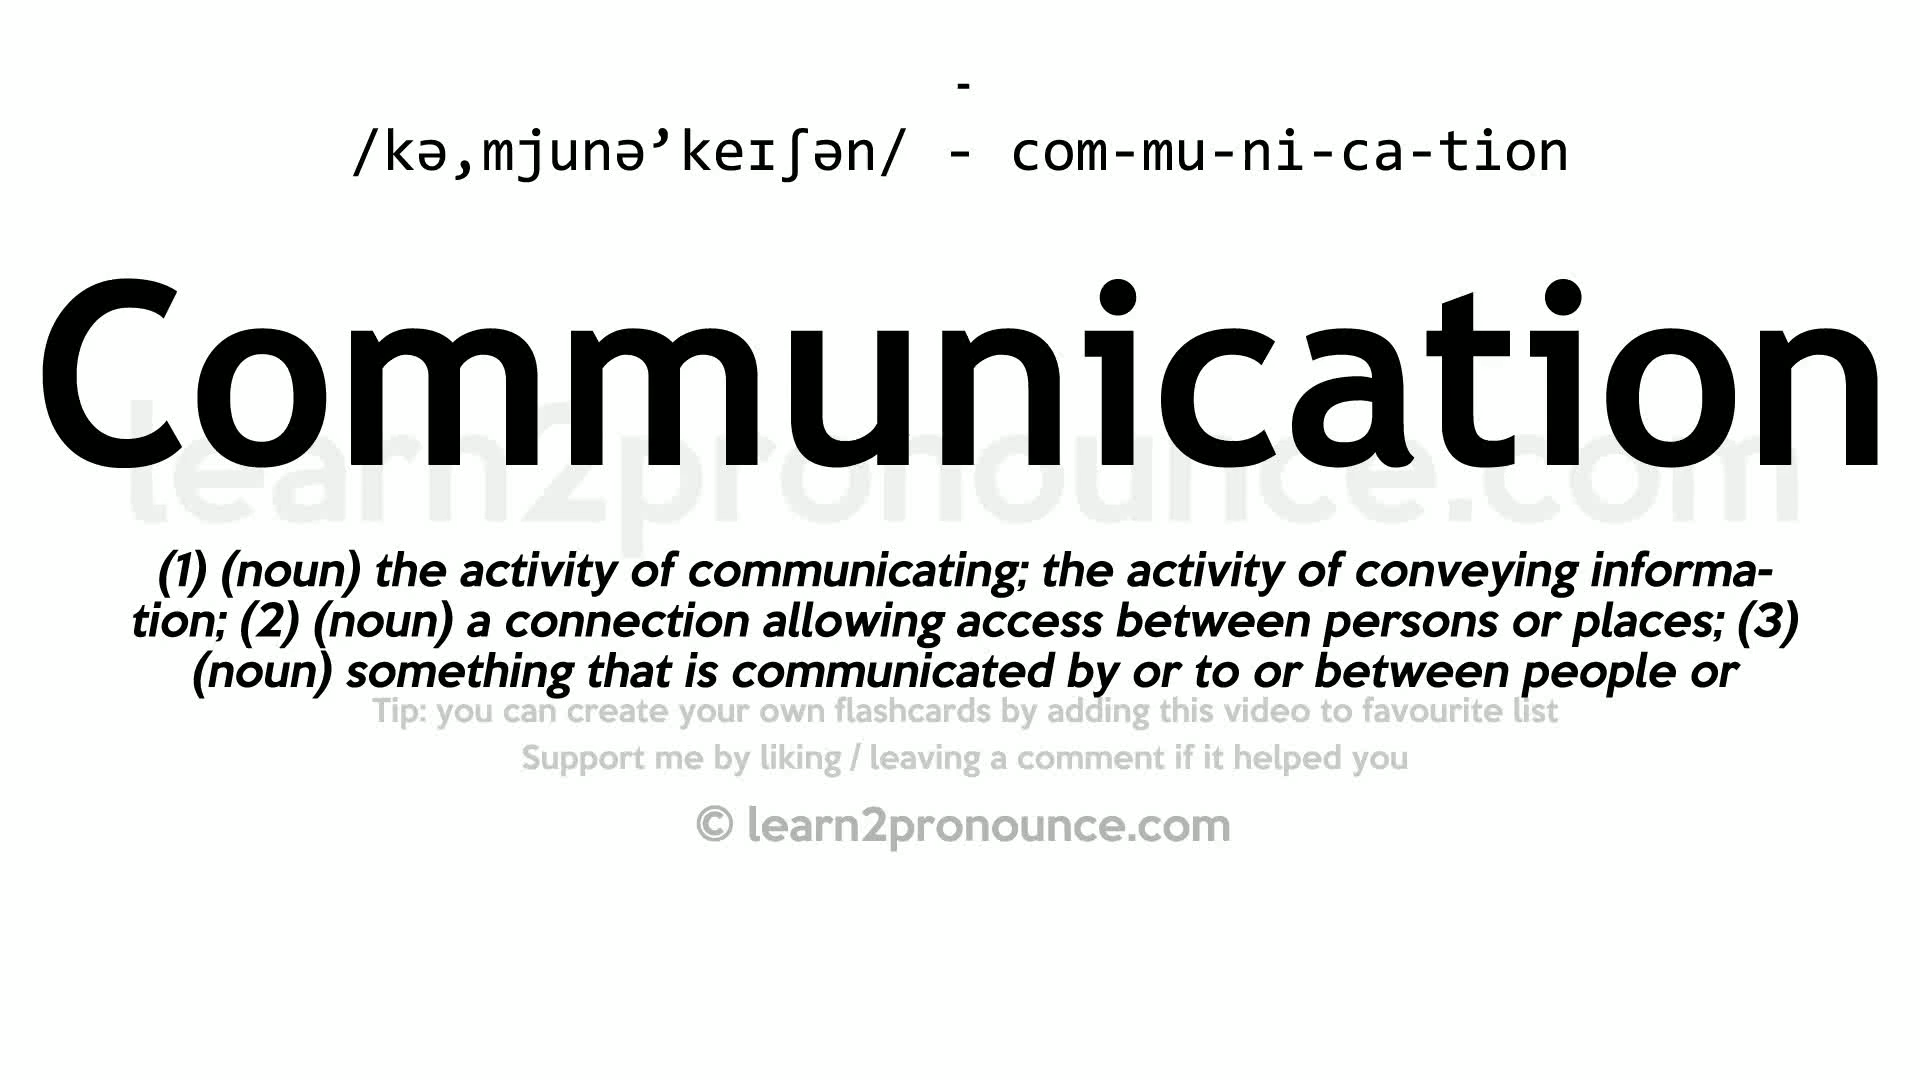 -
/kə,mjunə’keɪʃən/ - com-mu-ni-ca-tion
Communication
learn2pronounce.com
(1) (noun) the activity of communicating; the activity of conveying informa-
tion; (2) (noun) a connection allowing access between persons or places; (3)
(noun) something that is communicated by or to or between people or
Tip: you can create your own flashcards by adding this video to favourite list
Support me by liking / leaving a comment if it helped you
© learn2pronounce.com